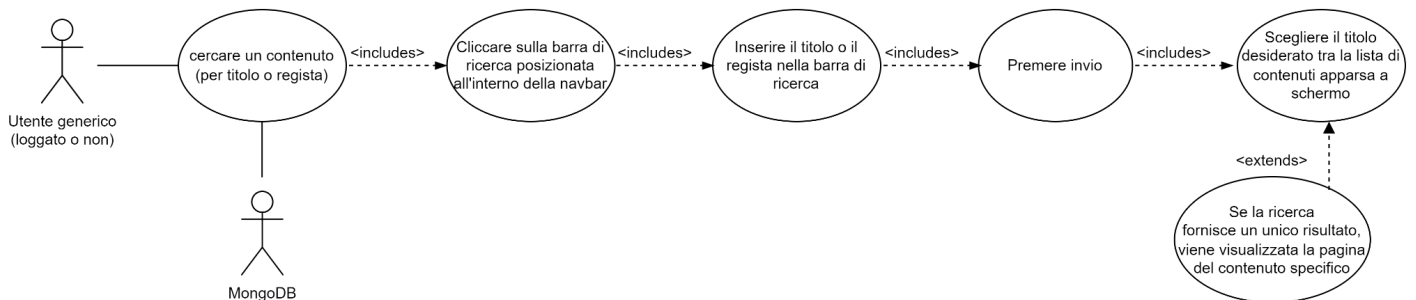 Utente generico
(loggato o non)
cercare un contenuto
(per titolo o regista)
<includes>
Cliccare sulla barra di
ricerca posizionata
all'interno della navbar
<includes>
Inserire il titolo o il
regista nella barra di
ricerca
<includes>
Premere invio
<includes>
Scegliere il titolo
desiderato tra la lista di
contenuti apparsa a
schermo
<extends>
Se la ricerca
fornisce un unico risultato,
viene visualizzata la pagina
del contenuto specifico
MongoDB